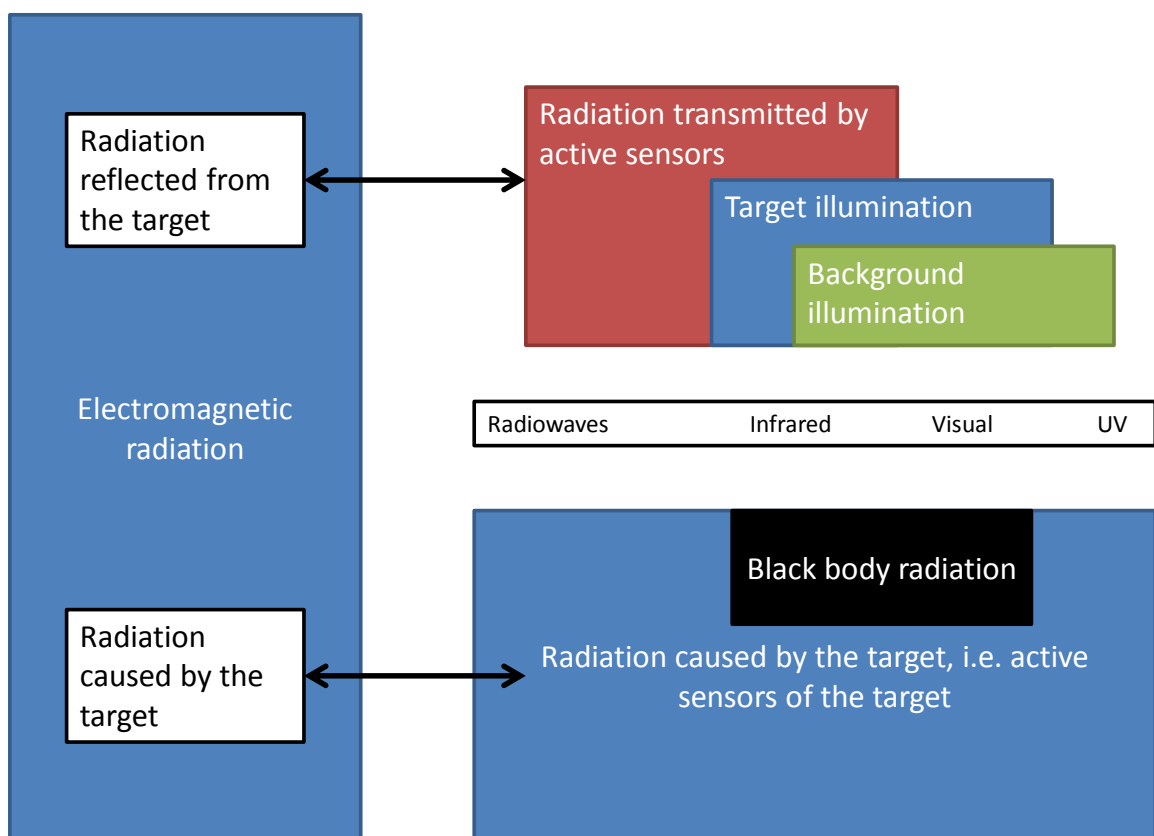 Radiation
reflected from
the target
Electromagnetic
radiation
Radiation
caused by the
target
Radiation transmitted by
active sensors
Target illumination
Background
illumination
Radiowaves Infrared Visual UV
Black body radiation
Radiation caused by the target, i.e. active
sensors of the target